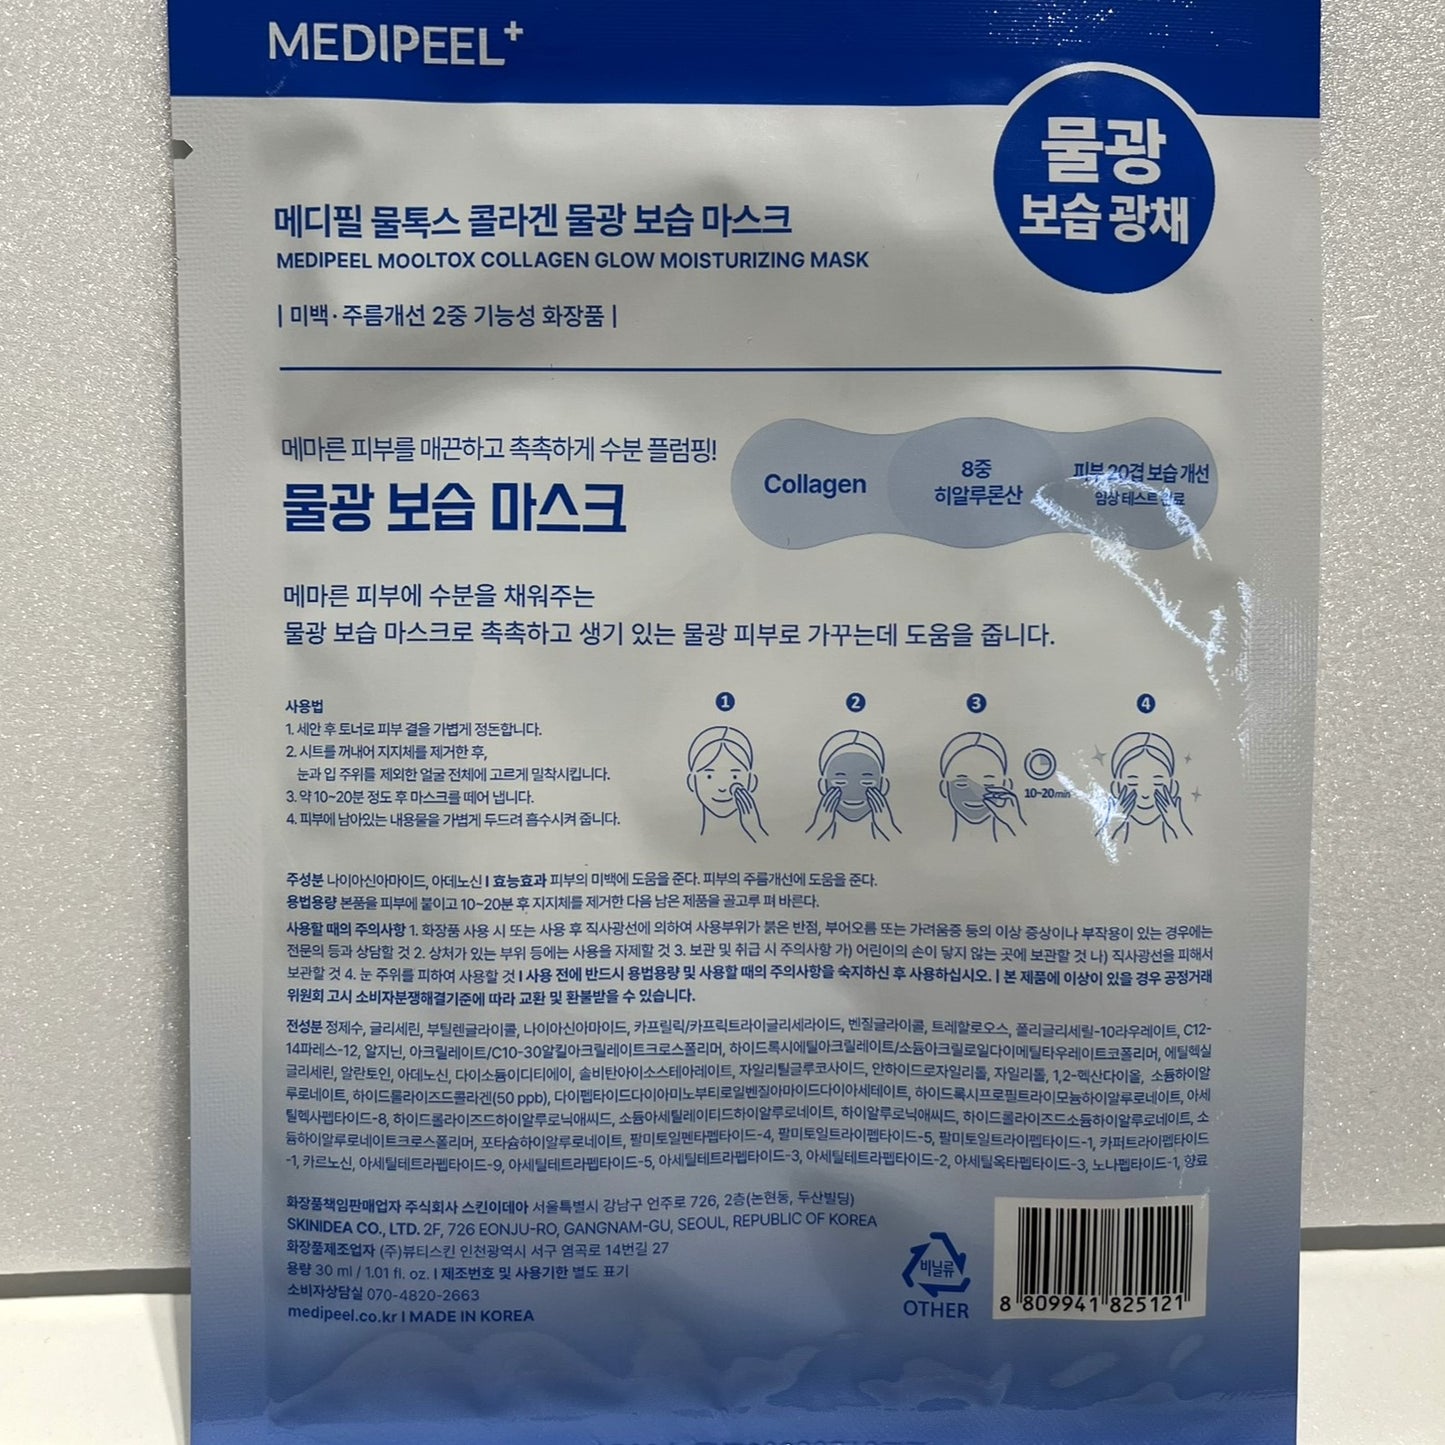 MEDIPEEL+
물광
보습 광채
메디필 물톡스 콜라겐 물광 보습 마스크
MEDIPEEL MOOLTOX COLLAGEN GLOW MOISTURIZING MASK
| 미백·주름개선 2중 기능성 화장품 |
메마른 피부를 매끈하고 촉촉하게 수분 플럼핑!
물광 보습 마스크
Collagen
8중
히알루론산
피부 20겹 보습 개선
임상 테스트 완료
메마른 피부에 수분을 채워주는
물광 보습 마스크로 촉촉하고 생기 있는 물광 피부로 가꾸는데 도움을 줍니다.
사용법
1. 세안 후 토너로 피부 결을 가볍게 정돈합니다.
2. 시트를 꺼내어 지지체를 제거한 후,
눈과 입 주위를 제외한 얼굴 전체에 고르게 밀착시킵니다.
3. 약 10~20분 정도 후 마스크를 떼어 냅니다.
4. 피부에 남아있는 내용물을 가볍게 두드려 흡수시켜 줍니다.
1 2 3 4
10~20min
주성분 나이아신아마이드, 아데노신 I 효능효과 피부의 미백에 도움을 준다. 피부의 주름개선에 도움을 준다.
용법용량 본품을 피부에 붙이고 10~20분 후 지지체를 제거한 다음 남은 제품을 골고루 펴 바른다.
사용할 때의 주의사항 1. 화장품 사용 시 또는 사용 후 직사광선에 의하여 사용부위가 붉은 반점, 부어오름 또는 가려움증 등의 이상 증상이나 부작용이 있는 경우에는
전문의 등과 상담할 것 2. 상처가 있는 부위 등에는 사용을 자제할 것 3. 보관 및 취급 시 주의사항 가) 어린이의 손이 닿지 않는 곳에 보관할 것 나) 직사광선을 피해서
보관할 것 4. 눈 주위를 피하여 사용할 것 I 사용 전에 반드시 용법용량 및 사용할 때의 주의사항을 숙지하신 후 사용하십시오. | 본 제품에 이상이 있을 경우 공정거래
위원회 고시 소비자분쟁해결기준에 따라 교환 및 환불받을 수 있습니다.
전성분 정제수, 글리세린, 부틸렌글라이콜, 나이아신아마이드, 카프릴릭/카프릭트라이글리세라이드, 벤질글라이콜, 트레할로오스, 폴리글리세릴-10라우레이트, C12-
14파레스-12, 알지닌, 아크릴레이트/C10-30알킬아크릴레이트크로스폴리머, 하이드록시에틸아크릴레이트/소듐아크릴로일다이메틸타우레이트코폴리머, 에틸헥실
글리세린, 알란토인, 아데노신, 다이소듐이디티에이, 솔비탄아이소스테아레이트, 자일리틸글루코사이드, 안하이드로자일리톨, 자일리톨, 1,2-헥산다이올, 소듐하이알
루로네이트, 하이드롤라이즈드콜라겐(50 ppb), 다이펩타이드다이아미노부티로일벤질아마이드다이아세테이트, 하이드록시프로필트라이모늄하이알루로네이트, 아세
틸헥사펩타이드-8, 하이드롤라이즈드하이알루로닉애씨드, 소듐아세틸레이티드하이알루로네이트, 하이알루로닉애씨드, 하이드롤라이즈드소듐하이알루로네이트, 소
듐하이알루로네이트크로스폴리머, 포타슘하이알루로네이트, 팔미토일펜타펩타이드-4, 팔미토일트라이펩타이드-5, 팔미토일트라이펩타이드-1, 카퍼트라이펩타이드
-1, 카르노신, 아세틸테트라펩타이드-9, 아세틸테트라펩타이드-5, 아세틸테트라펩타이드-3, 아세틸테트라펩타이드-2, 아세틸옥타펩타이드-3, 노나펩타이드-1, 향료
화장품책임판매업자 주식회사 스킨이데아 서울특별시 강남구 언주로 726, 2층(논현동, 두산빌딩)
SKINIDEA CO., LTD. 2F, 726 EONJU-RO, GANGNAM-GU, SEOUL, REPUBLIC OF KOREA
화장품제조업자 (주)뷰티스킨 인천광역시 서구 염곡로 14번길 27
용량 30 ml / 1.01 fl. oz. I 제조번호 및 사용기한 별도 표기
소비자상담실 070-4820-2663
medipeel.co.kr I MADE IN KOREA
비닐류
OTHER
8 809941 825121